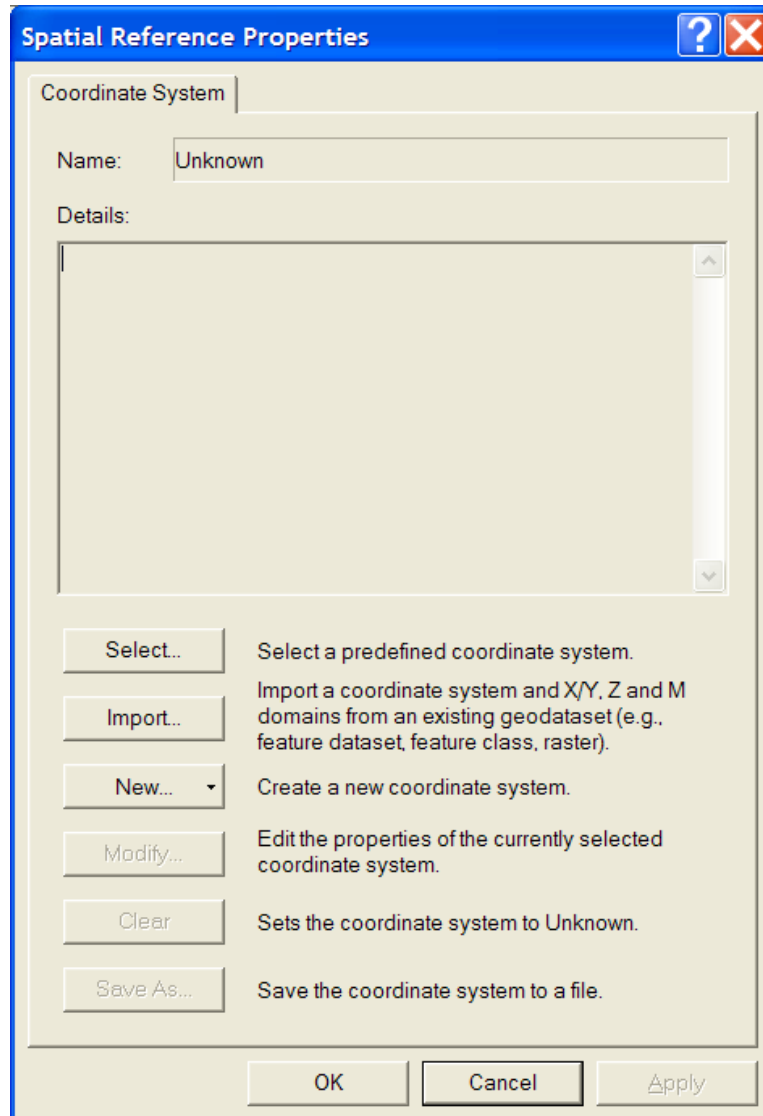 Spatial Reference Properties
Coordinate System
Name: Unknown
Details:
Select... Select a predefined coordinate system.
Import... Import a coordinate system and X/Y, Z and M
domains from an existing geodataset (e.g.,
feature dataset, feature class, raster).
New... Create a new coordinate system.
Modify... Edit the properties of the currently selected
coordinate system.
Clear Sets the coordinate system to Unknown.
Save As... Save the coordinate system to a file.
OK Cancel Apply